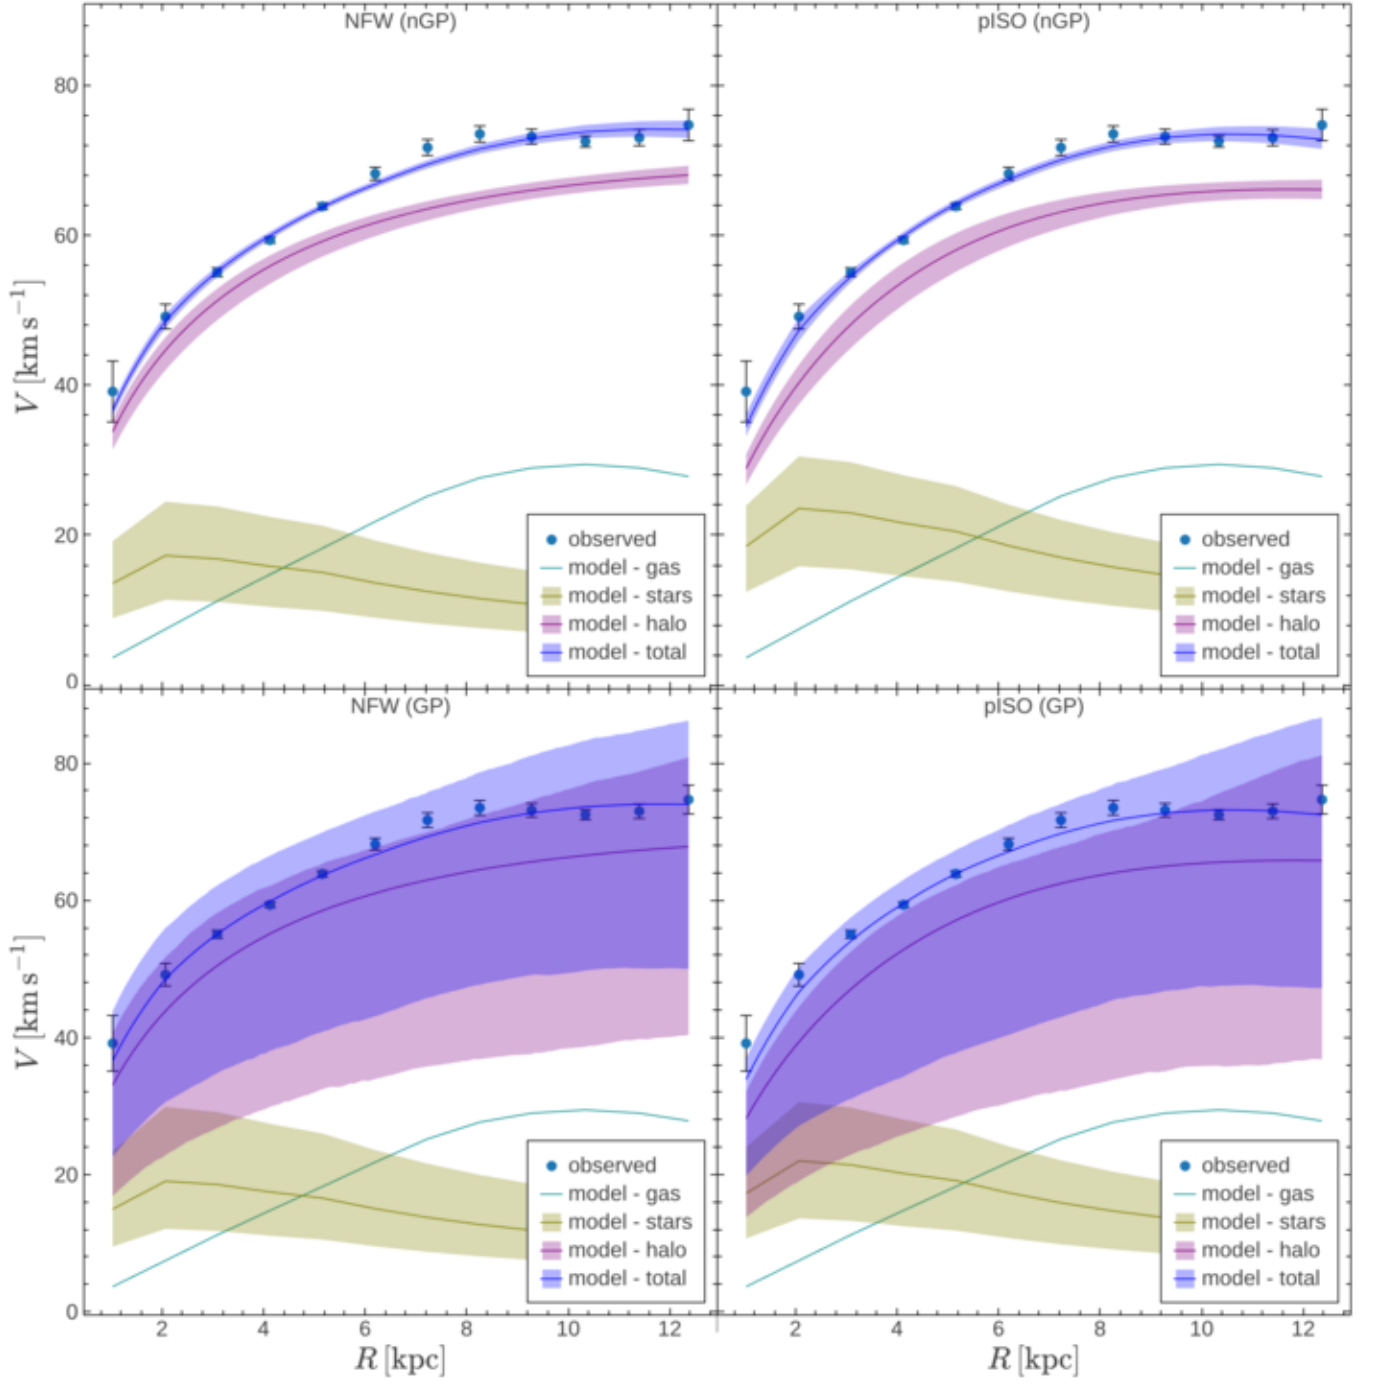 NFW (nGP)
pISO (nGP)
80
60
40
20
0
V [km s⁻¹]
observed
model - gas
model - stars
model - halo
model - total
observed
model - gas
model - stars
model - halo
model - total
NFW (GP)
pISO (GP)
80
60
40
20
0
V [km s⁻¹]
observed
model - gas
model - stars
model - halo
model - total
observed
model - gas
model - stars
model - halo
model - total
2 4 6 8 10 12
2 4 6 8 10 12
R [kpc]
R [kpc]